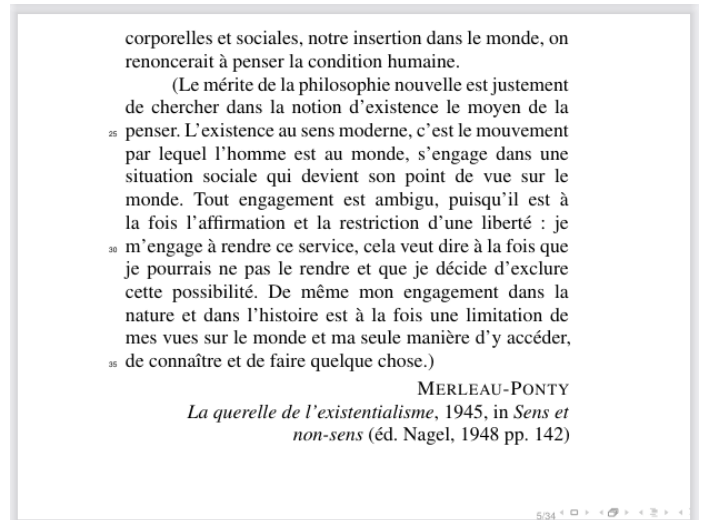 corporelles et sociales, notre insertion dans le monde, on
renoncerait à penser la condition humaine.
(Le mérite de la philosophie nouvelle est justement
de chercher dans la notion d'existence le moyen de la
25 penser. L'existence au sens moderne, c'est le mouvement
par lequel l'homme est au monde, s'engage dans une
situation sociale qui devient son point de vue sur le
monde. Tout engagement est ambigu, puisqu'il est à
la fois l'affirmation et la restriction d'une liberté : je
30 m'engage à rendre ce service, cela veut dire à la fois que
je pourrais ne pas le rendre et que je décide d'exclure
cette possibilité. De même mon engagement dans la
nature et dans l'histoire est à la fois une limitation de
mes vues sur le monde et ma seule manière d'y accéder,
35 de connaître et de faire quelque chose.)
MERLEAU-PONTY
La querelle de l'existentialisme, 1945, in Sens et
non-sens (éd. Nagel, 1948 pp. 142)
5/34